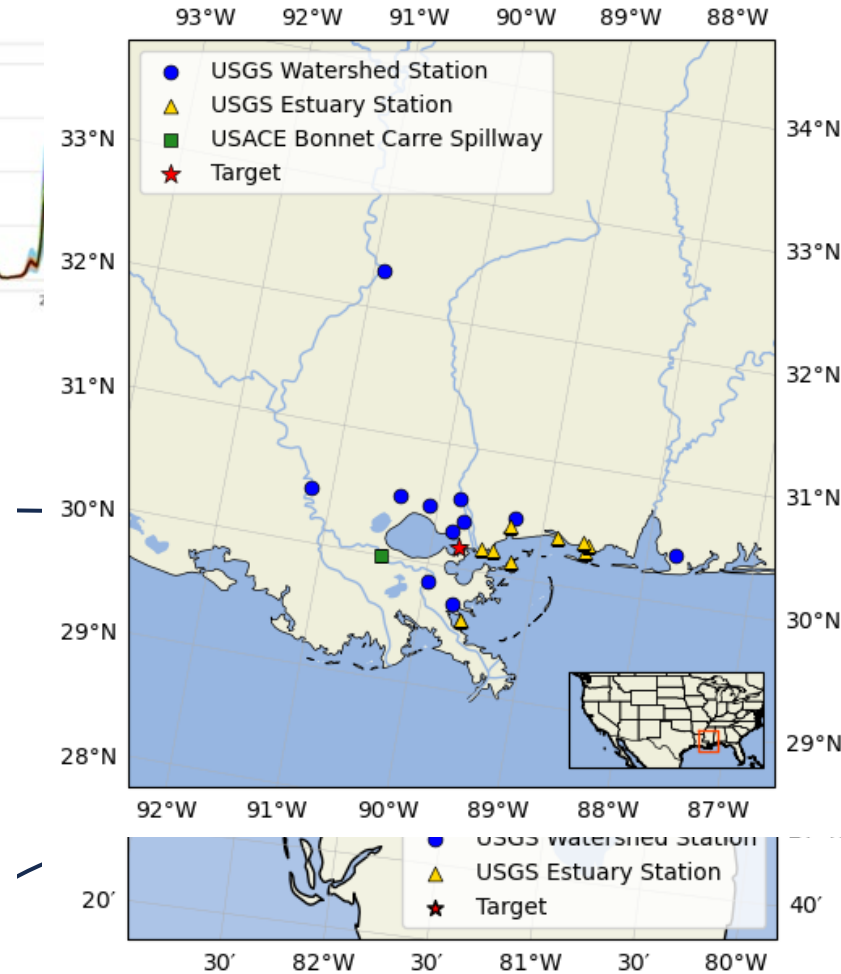 93°W 92°W 91°W 90°W 89°W 88°W
USGS Watershed Station
USGS Estuary Station
USACE Bonnet Carre Spillway
Target
33°N
32°N
31°N
30°N
29°N
28°N
34°N
33°N
32°N
31°N
30°N
29°N
92°W 91°W 90°W 89°W 88°W 87°W
USGS Watershed Station
USGS Estuary Station
Target
20′
40′
30′ 82°W 30′ 81°W 30′ 80°W